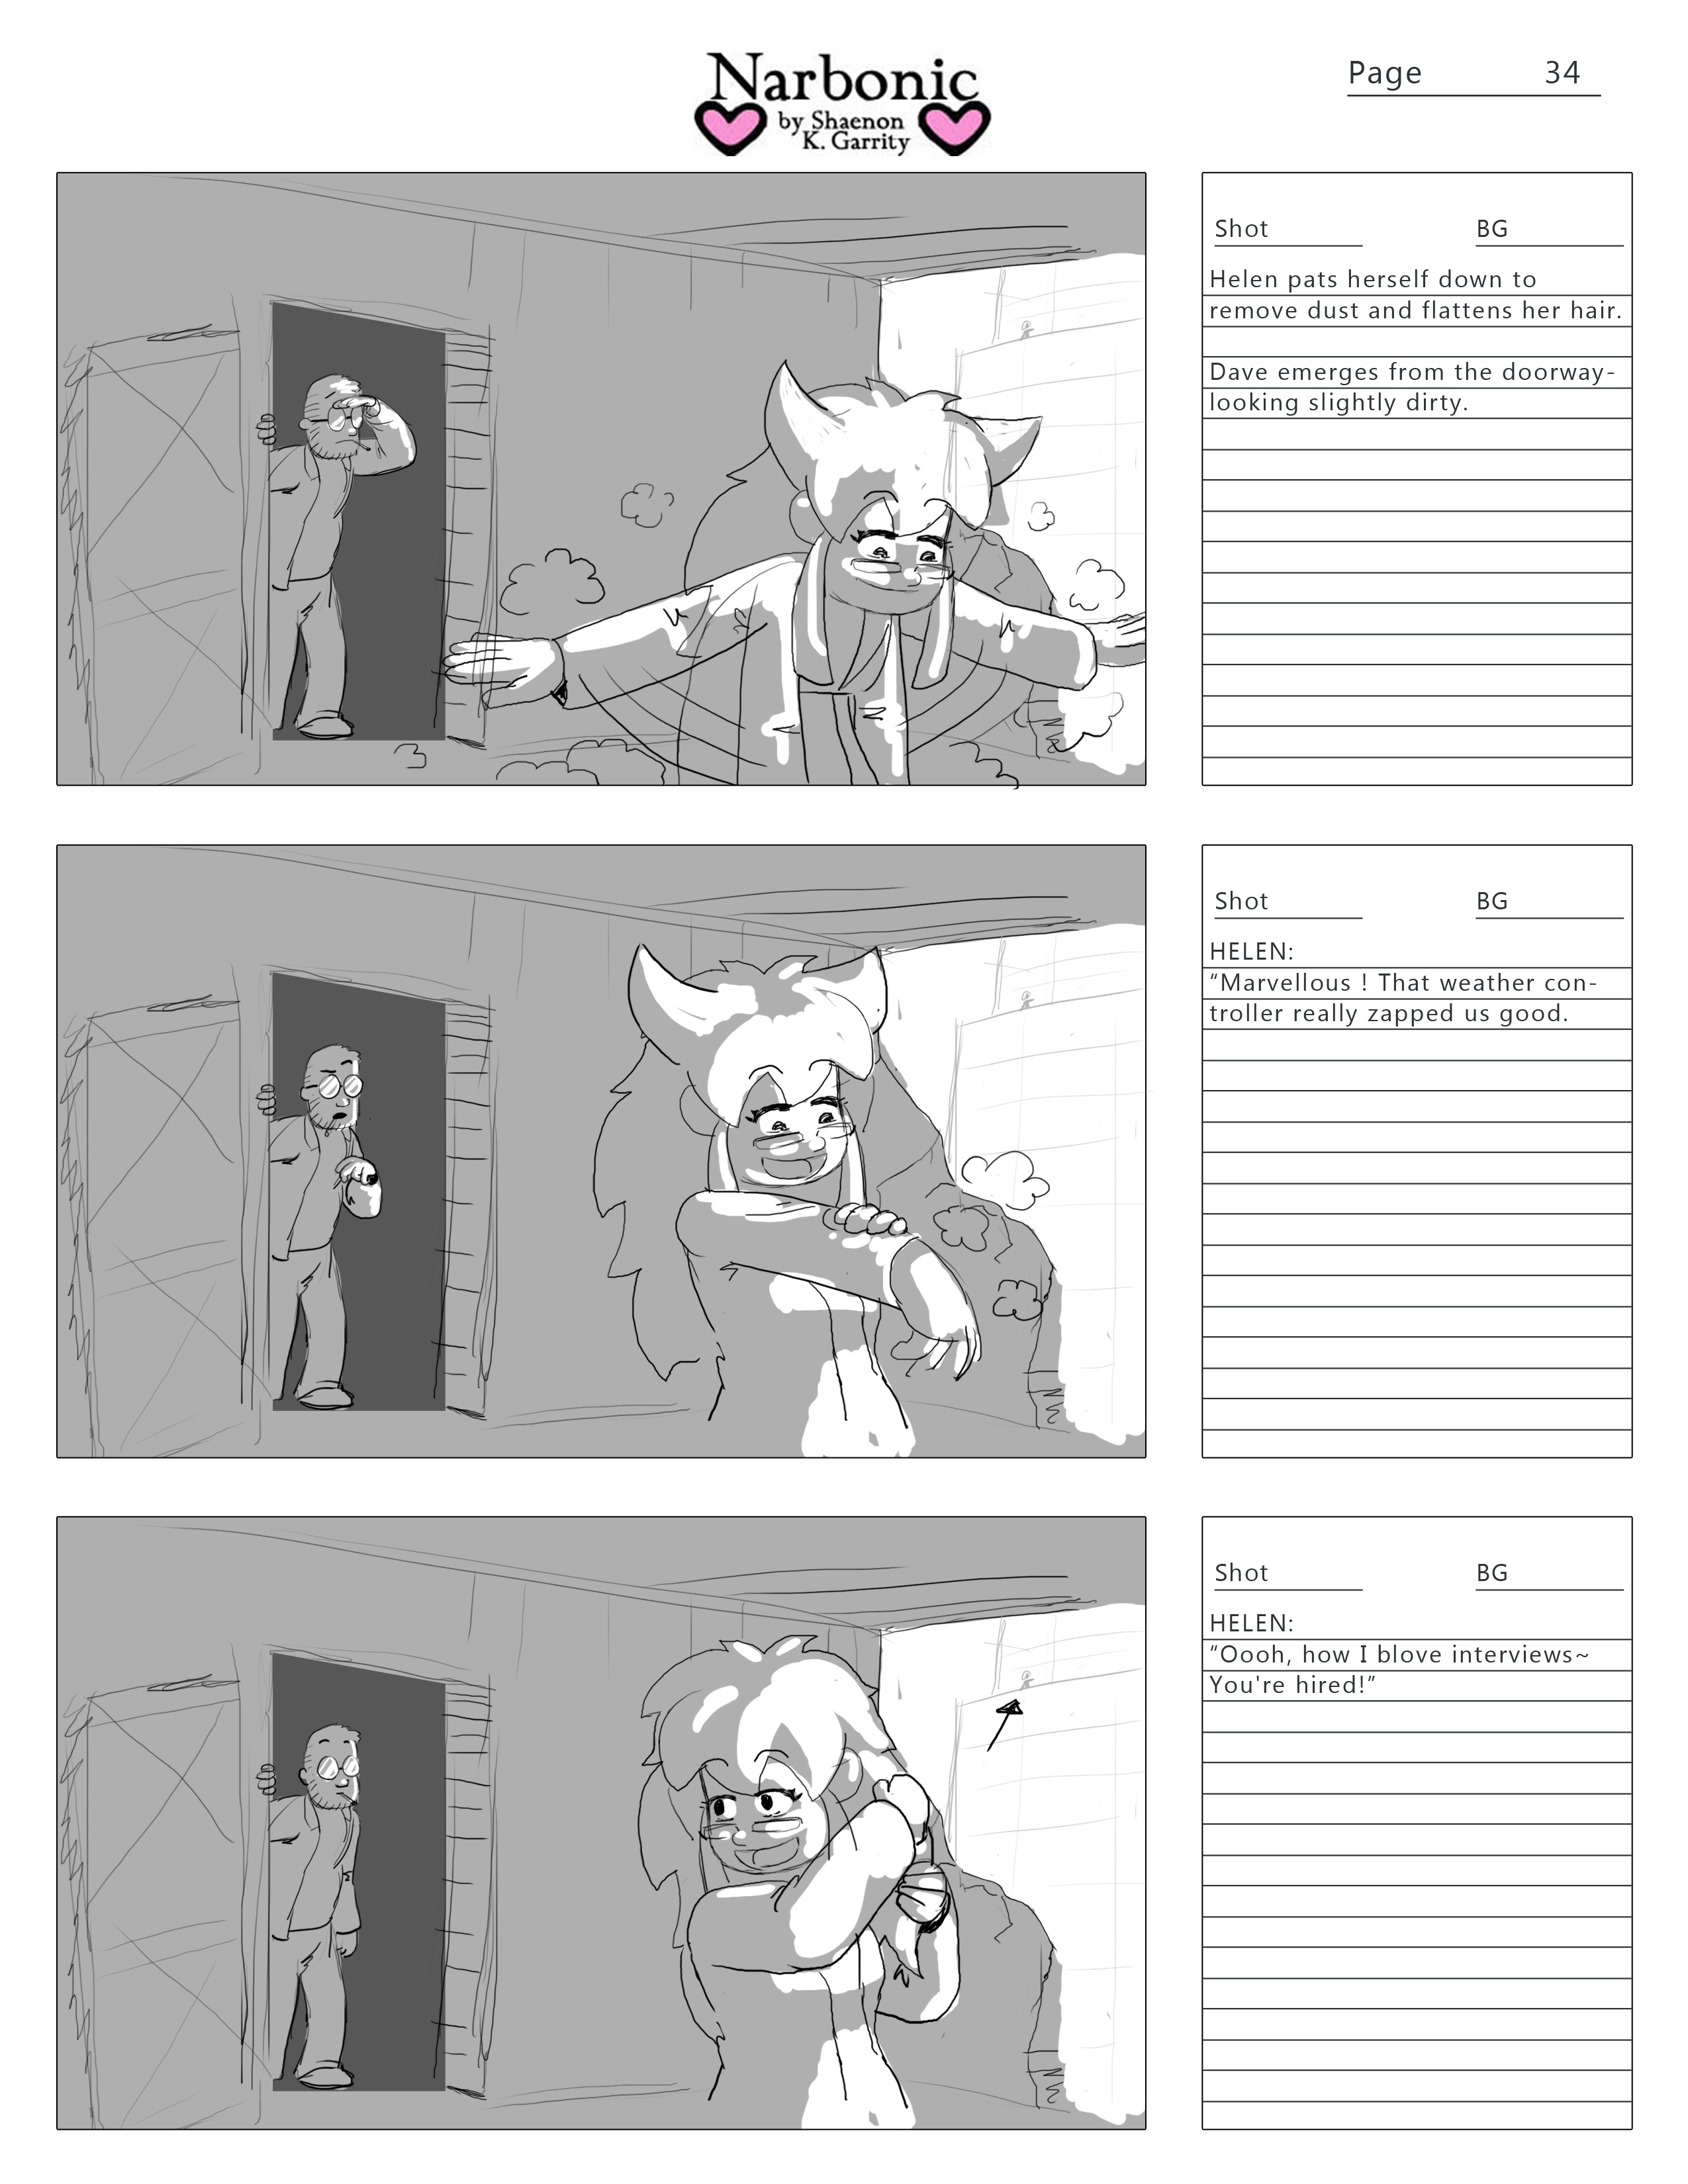 Narbonic
by Shaenon
K. Garrity
Page 34
Shot BG
Helen pats herself down to
remove dust and flattens her hair.
Dave emerges from the doorway-
looking slightly dirty.
Shot BG
HELEN:
“Marvellous ! That weather con-
troller really zapped us good.
Shot BG
HELEN:
“Oooh, how I blove interviews~
You're hired!”